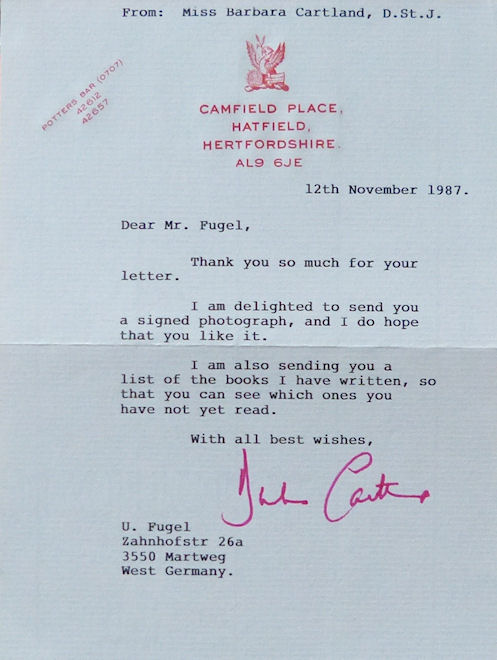 From: Miss Barbara Cartland, D.St.J.
POTTERS BAR (0707)
42612
42657
CAMFIELD PLACE,
HATFIELD,
HERTFORDSHIRE.
AL9 6JE
12th November 1987.
Dear Mr. Fugel,
Thank you so much for your
letter.
I am delighted to send you
a signed photograph, and I do hope
that you like it.
I am also sending you a
list of the books I have written, so
that you can see which ones you
have not yet read.
With all best wishes,
U. Fugel
Zahnhofstr 26a
3550 Martweg
West Germany.